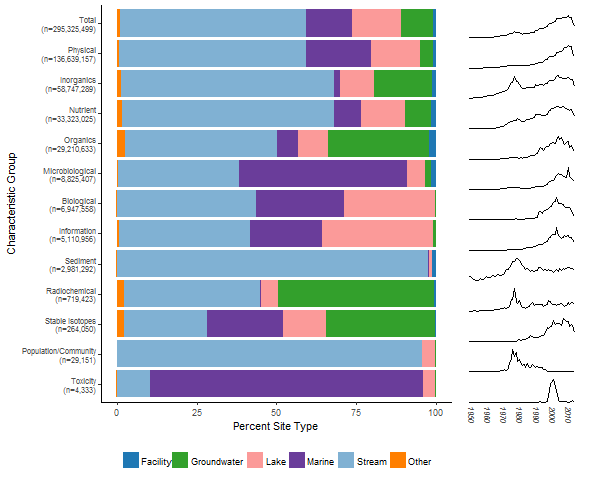 Total
(n=295,325,499)
Physical
(n=136,639,157)
Inorganics
(n=58,747,289)
Nutrient
(n=33,323,025)
Organics
(n=29,210,633)
Microbiological
(n=8,825,407)
Biological
(n=6,947,558)
Information
(n=5,110,956)
Sediment
(n=2,981,292)
Radiochemical
(n=719,423)
Stable Isotopes
(n=264,050)
Population/Community
(n=29,151)
Toxicity
(n=4,333)
Characteristic Group
0 25 50 75 100
Percent Site Type
1950 1960 1970 1980 1990 2000 2010
Facility Groundwater Lake Marine Stream Other